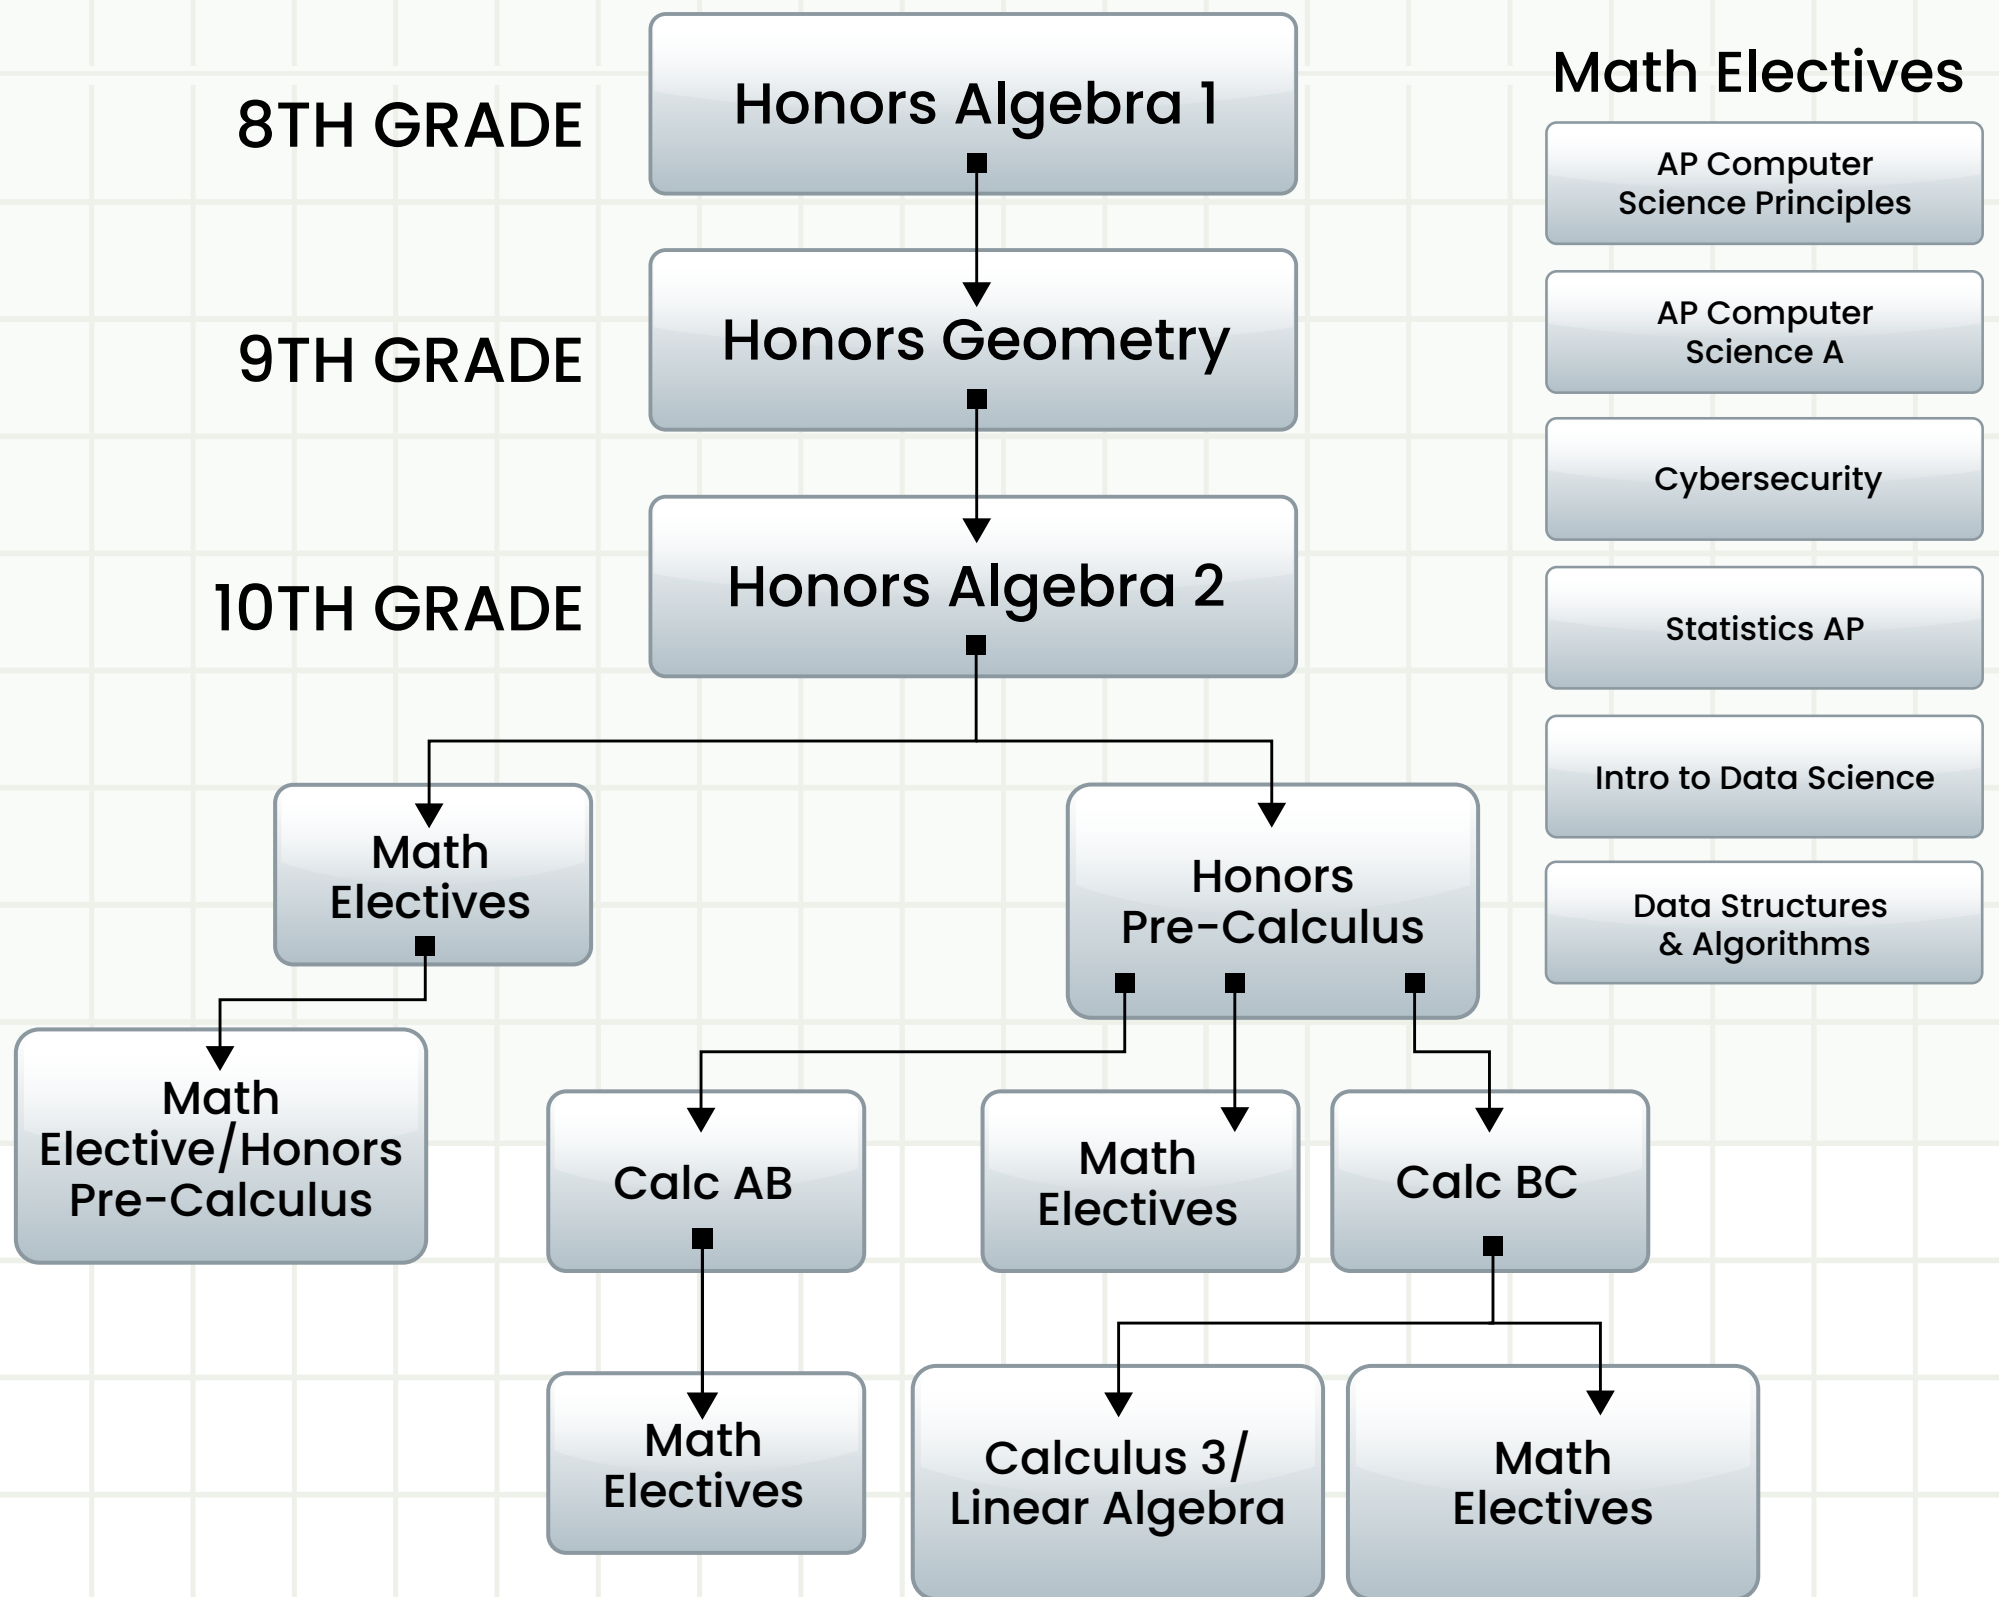 8TH GRADE
Honors Algebra 1
9TH GRADE
Honors Geometry
10TH GRADE
Honors Algebra 2
Math
Electives
Honors
Pre-Calculus
Math
Elective/Honors
Pre-Calculus
Calc AB
Math
Electives
Calc BC
Math
Electives
Calculus 3/
Linear Algebra
Math
Electives
Math Electives
AP Computer
Science Principles
AP Computer
Science A
Cybersecurity
Statistics AP
Intro to Data Science
Data Structures
& Algorithms